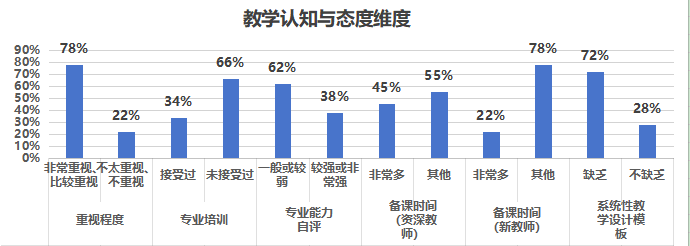 教学认知与态度维度
90%
80%
70%
60%
50%
40%
30%
20%
10%
0%
78%
22%
34%
66%
62%
38%
45%
55%
22%
78%
72%
28%
非常重视、
比较重视
不太重视、
不重视
接受过
未接受过
一般或较
弱
较强或非
常强
非常多
其他
非常多
其他
缺乏
不缺乏
重视程度
专业培训
专业能力
自评
备课时间
(资深教
师)
备课时间
(新教师)
系统性教
学设计模
板